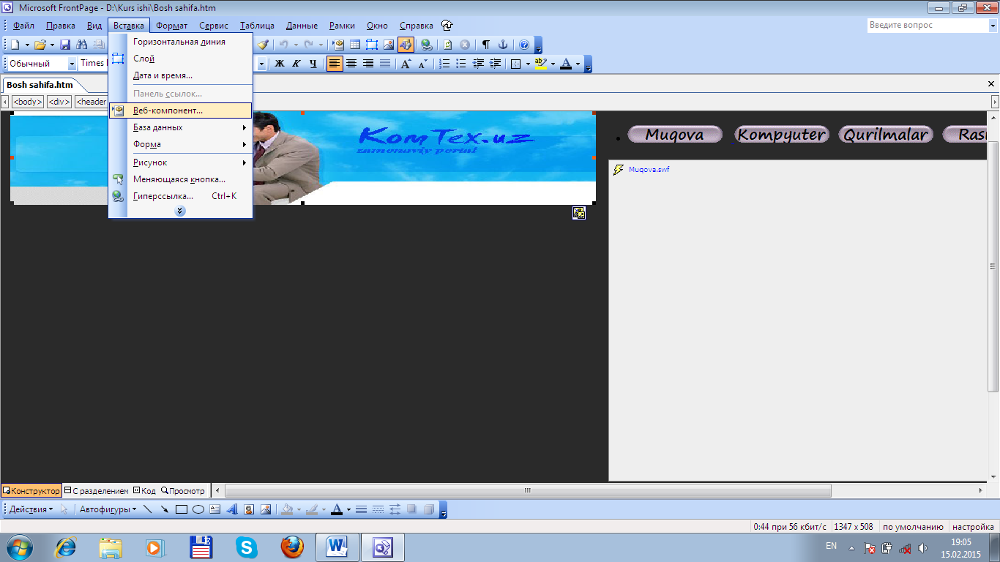 Microsoft FrontPage - D:\Kurs ishi\Bosh sahifa.htm
Файл Правка Вид Вставка Формат Сервис Таблица Данные Рамки Окно Справка Введите вопрос
Обычный Times Ж К Ч
Bosh sahifa.htm
<body> <div> <header
Горизонтальная линия
Слой
Дата и время...
Панель ссылок...
Веб-компонент...
База данных
Форма
Рисунок
Меняющаяся кнопка...
Гиперссылка... Ctrl+K
KomTex.uz
zamonaviy portal
Muqova Kompyuter Qurilmalar Ras
Muqova.swf
Конструктор С разделением Код Просмотр
Действия Автофигуры
0:44 при 56 кбит/с 1347 x 508 по умолчанию настройка
EN 19:05
15.02.2015